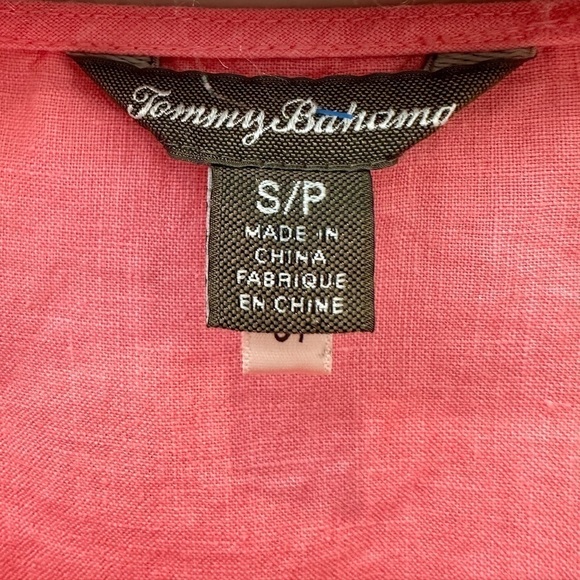 Tommy Bahama
S/P
MADE IN
CHINA
FABRIQUE
EN CHINE